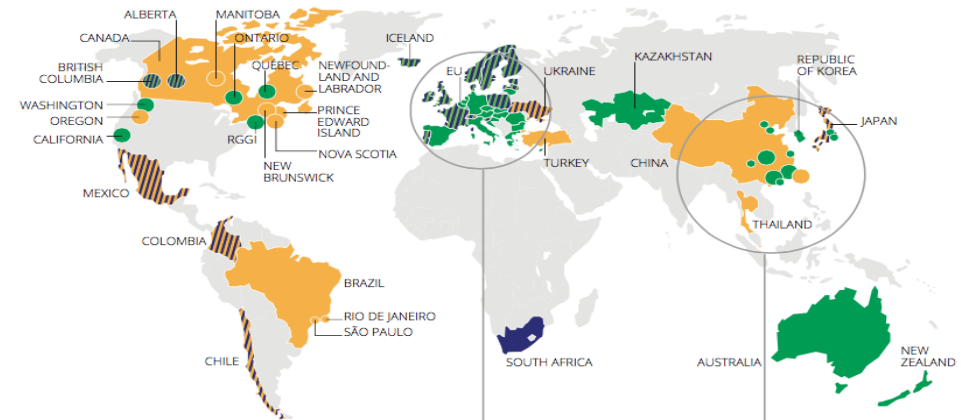 ALBERTA
MANITOBA
CANADA
ONTARIO
ICELAND
BRITISH
COLUMBIA
QUÉBEC
NEWFOUND-
LAND AND
LABRADOR
EU
UKRAINE
KAZAKHSTAN
REPUBLIC
OF KOREA
WASHINGTON
OREGON
CALIFORNIA
RGGI
PRINCE
EDWARD
ISLAND
NOVA SCOTIA
NEW
BRUNSWICK
JAPAN
TURKEY
CHINA
MEXICO
THAILAND
COLOMBIA
BRAZIL
RIO DE JANEIRO
SÃO PAULO
CHILE
SOUTH AFRICA
AUSTRALIA
NEW
ZEALAND